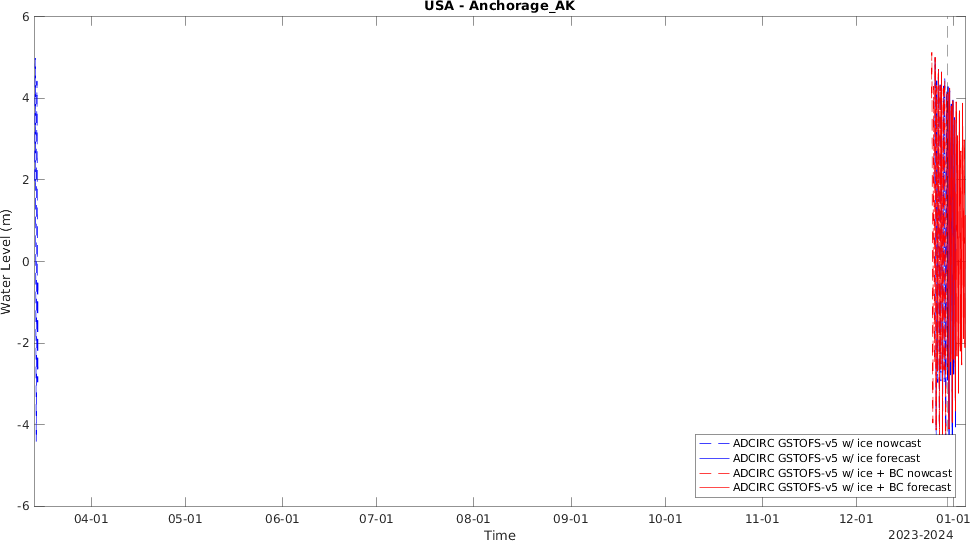 USA - Anchorage_AK
6
4
2
0
-2
-4
-6
Water Level (m)
ADCIRC GSTOFS-v5 w/ ice nowcast
ADCIRC GSTOFS-v5 w/ ice forecast
ADCIRC GSTOFS-v5 w/ ice + BC nowcast
ADCIRC GSTOFS-v5 w/ ice + BC forecast
04-01 05-01 06-01 07-01 08-01 09-01 10-01 11-01 12-01 01-01
Time
2023-2024